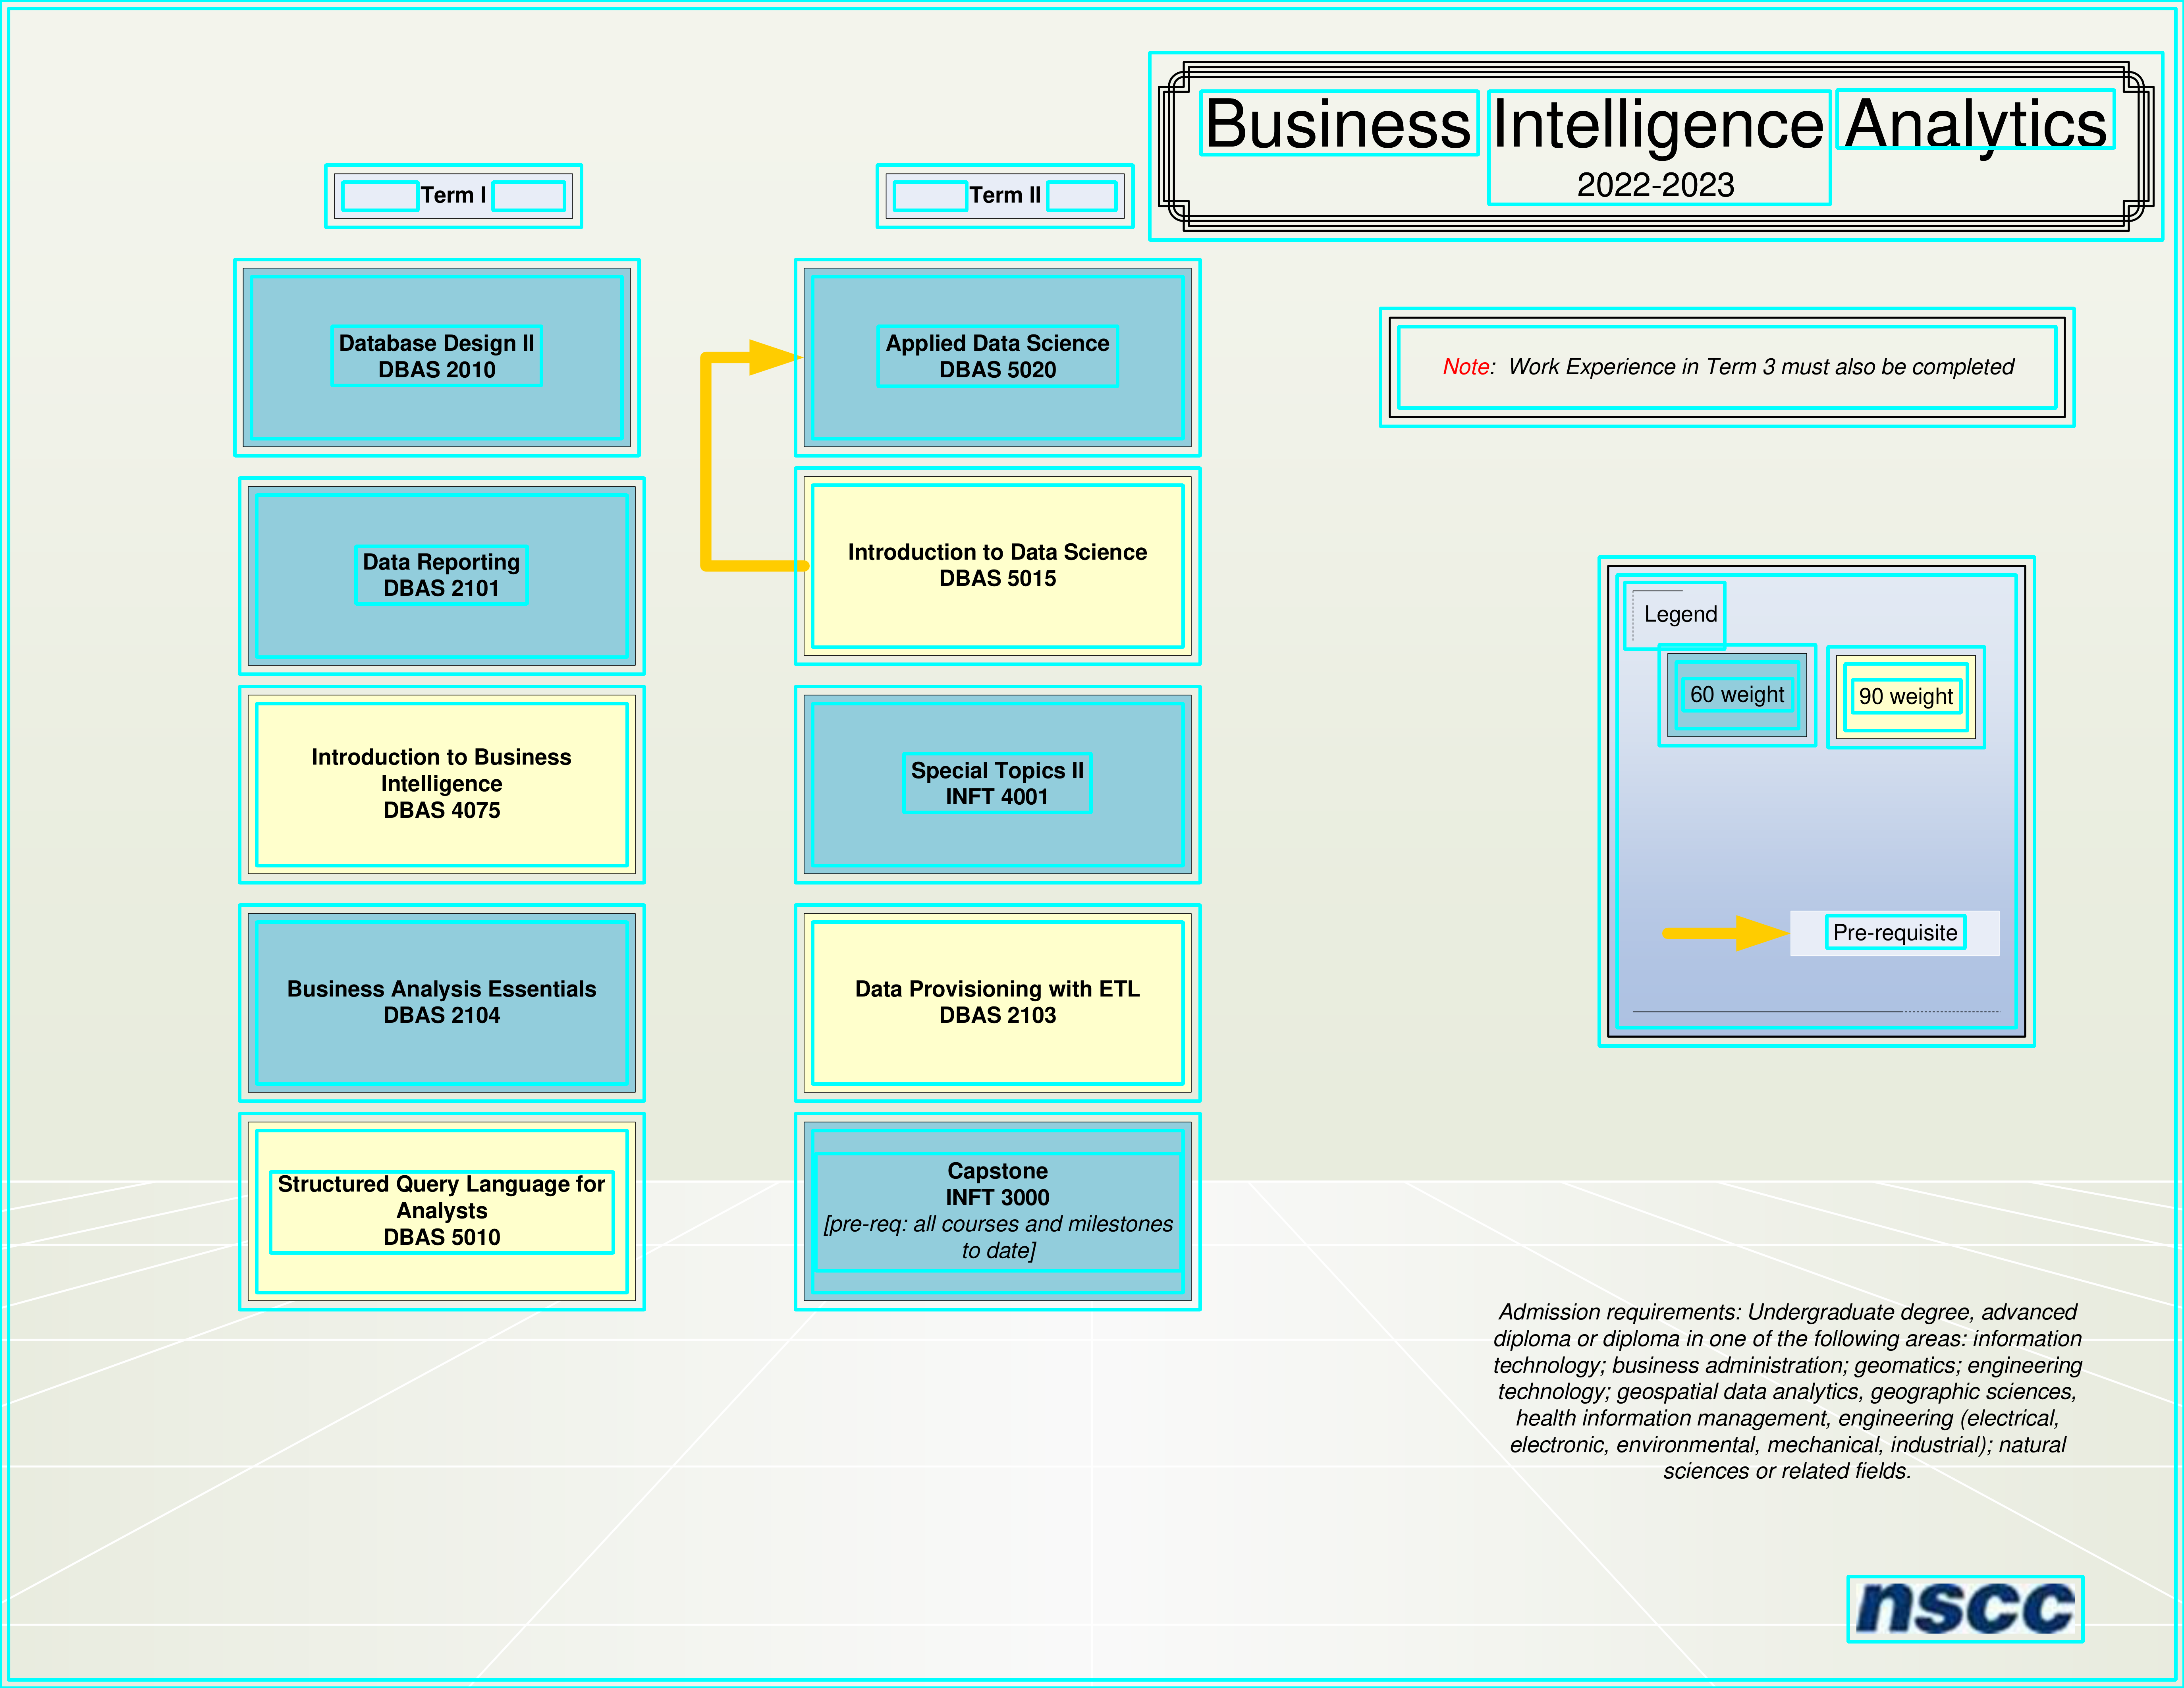 Business Intelligence Analytics
2022-2023
Term I
Term II
Database Design II
DBAS 2010
Applied Data Science
DBAS 5020
Note:  Work Experience in Term 3 must also be completed
Data Reporting
DBAS 2101
Introduction to Data Science
DBAS 5015
Legend
60 weight
90 weight
Introduction to Business
Intelligence
DBAS 4075
Special Topics II
INFT 4001
Pre-requisite
Business Analysis Essentials
DBAS 2104
Data Provisioning with ETL
DBAS 2103
Structured Query Language for
Analysts
DBAS 5010
Capstone
INFT 3000
[pre-req: all courses and milestones
to date]
Admission requirements: Undergraduate degree, advanced
diploma or diploma in one of the following areas: information
technology; business administration; geomatics; engineering
technology; geospatial data analytics, geographic sciences,
health information management, engineering (electrical,
electronic, environmental, mechanical, industrial); natural
sciences or related fields.
nscc